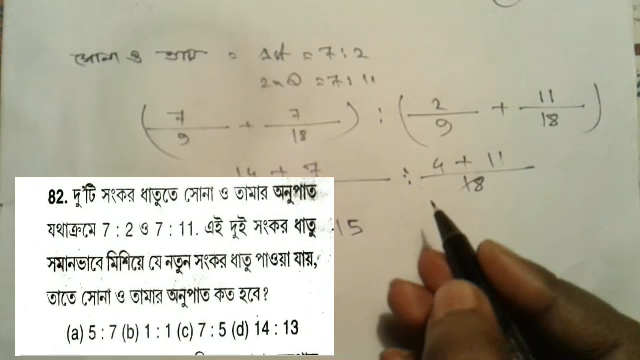 সোনা ও তামা = 1st = 7 : 2
2nd = 7 : 11
( 7/9 + 7/18 ) : ( 2/9 + 11/18 )
14 + 7 : 4 + 11 / 18
15
82. দু'টি সংকর ধাতুতে সোনা ও তামার অনুপাত
যথাক্রমে 7 : 2 ও 7 : 11. এই দুই সংকর ধাতু
সমানভাবে মিশিয়ে যে নতুন সংকর ধাতু পাওয়া যায়,
তাতে সোনা ও তামার অনুপাত কত হবে?
(a) 5 : 7 (b) 1 : 1 (c) 7 : 5 (d) 14 : 13